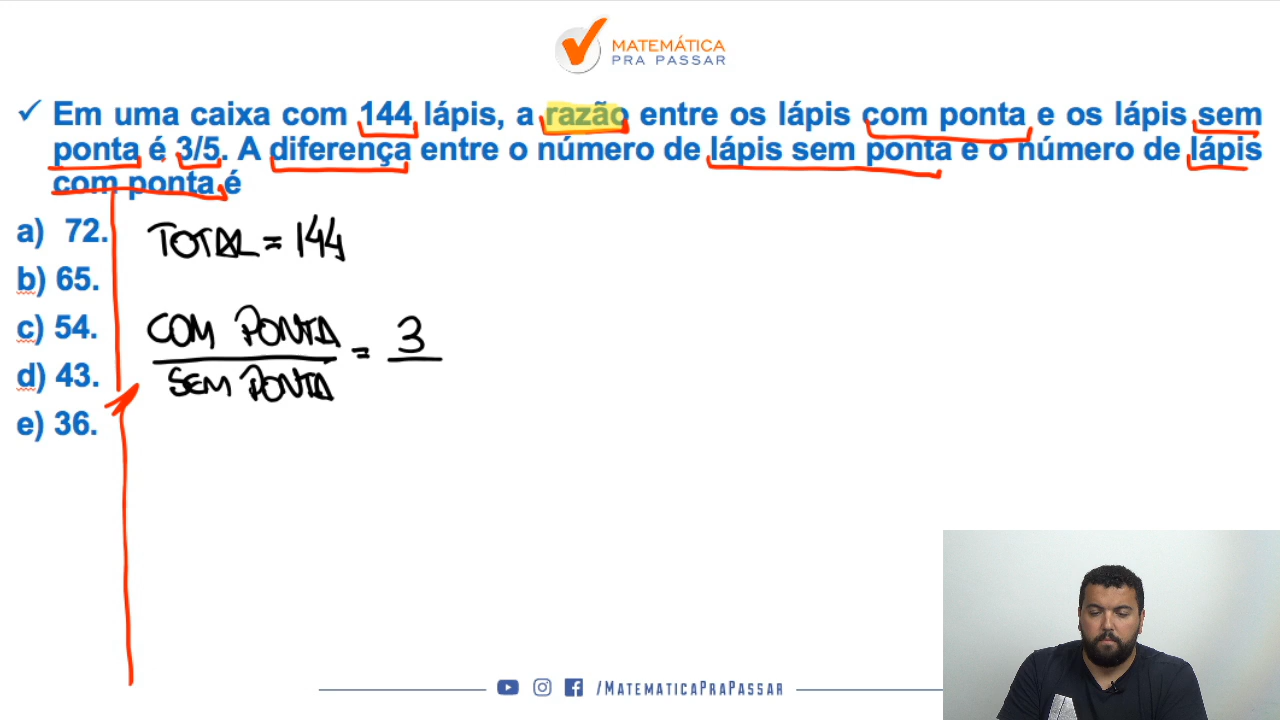 MATEMÁTICA
PRA PASSAR
✓ Em uma caixa com 144 lápis, a razão entre os lápis com ponta e os lápis sem
ponta é 3/5. A diferença entre o número de lápis sem ponta e o número de lápis
com ponta é
a) 72.
b) 65.
c) 54.
d) 43.
e) 36.
TOTAL = 144
COM PONTA = 3
SEM PONTA
/MATEMATICAPRAPASSAR